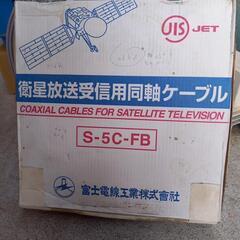 JIS JET
衛星放送受信用同軸ケーブル
COAXIAL CABLES FOR SATELLITE TELEVISION
S-5C-FB
富士電線工業株式会社